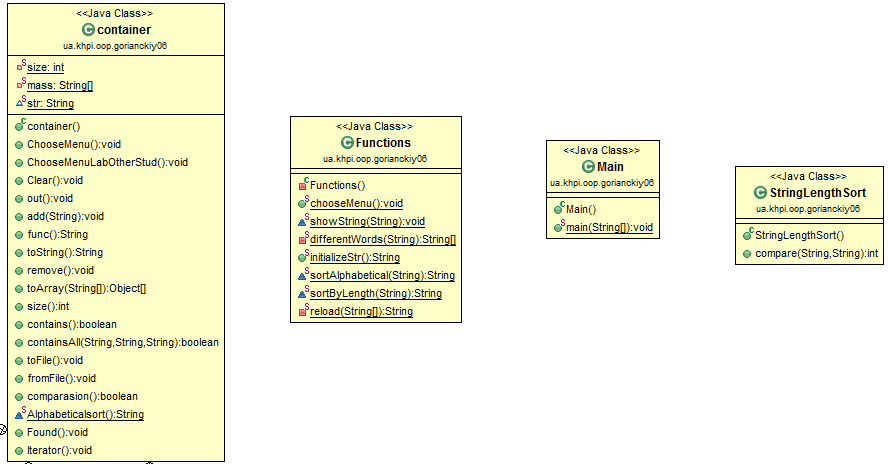 <<Java Class>>
container
ua.khpi.oop.gorianckiy06
size: int
mass: String[]
str: String
container()
ChooseMenu():void
ChooseMenuLabOtherStud():void
Clear():void
out():void
add(String):void
func():String
toString():String
remove():void
toArray(String[]):Object[]
size():int
contains():boolean
containsAll(String,String,String):boolean
toFile():void
fromFile():void
comparasion():boolean
Alphabeticalsort():String
Found():void
Iterator():void
<<Java Class>>
Functions
ua.khpi.oop.gorianckiy06
Functions()
chooseMenu():void
showString(String):void
differentWords(String):String[]
initializeStr():String
sortAlphabetical(String):String
sortByLength(String):String
reload(String[]):String
<<Java Class>>
Main
ua.khpi.oop.gorianckiy06
Main()
main(String[]):void
<<Java Class>>
StringLengthSort
ua.khpi.oop.gorianckiy06
StringLengthSort()
compare(String,String):int